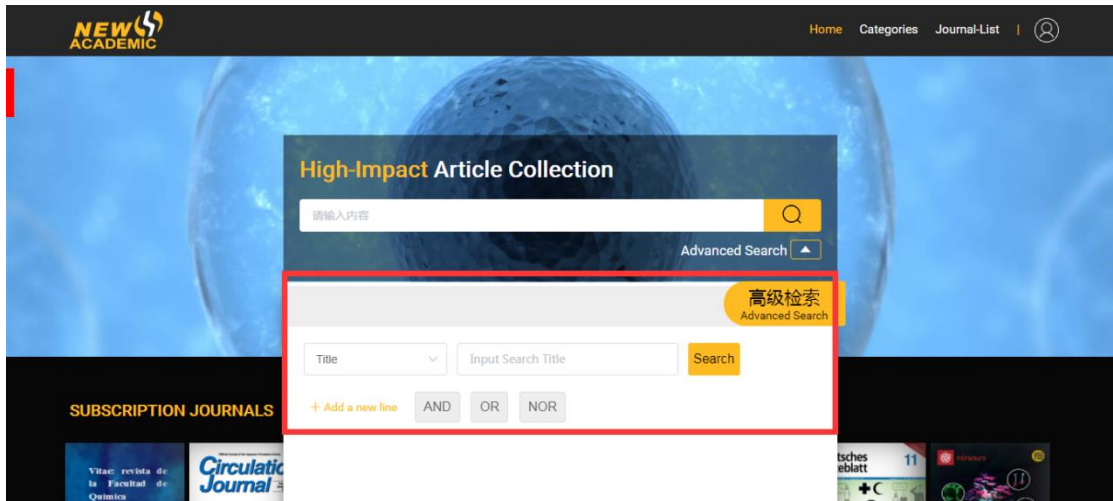 NEW
ACADEMIC
Home Categories Journal-List |
High-Impact Article Collection
请输入内容
Advanced Search
高级检索
Advanced Search
Title Input Search Title Search
+ Add a new line AND OR NOR
SUBSCRIPTION JOURNALS
Vitae: revista de
la Facultad de
Química
Circulatic
Journal
tsches
eblatt
11
+C
viruses